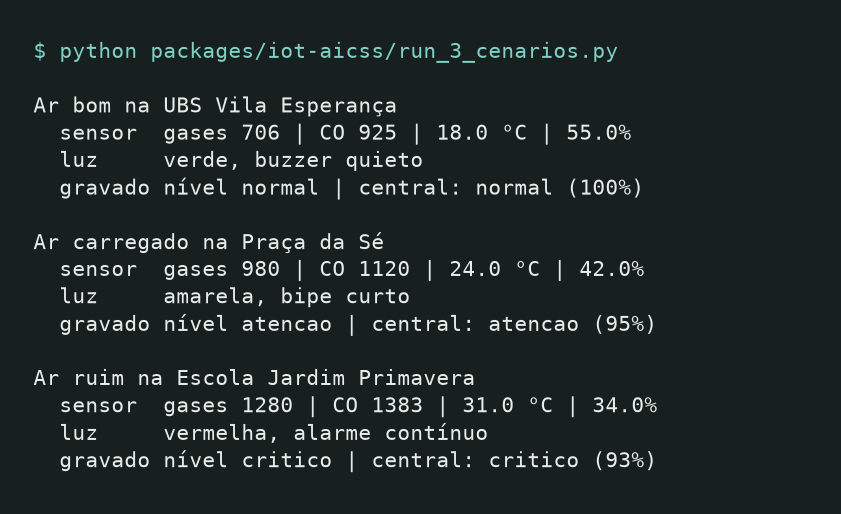 $ python packages/iot-aicss/run_3_cenarios.py
Ar bom na UBS Vila Esperança
sensor  gases 706 | CO 925 | 18.0 ºC | 55.0%
luz     verde, buzzer quieto
gravado nível normal | central: normal (100%)
Ar carregado na Praça da Sé
sensor  gases 980 | CO 1120 | 24.0 ºC | 42.0%
luz     amarela, bipe curto
gravado nível atencao | central: atencao (95%)
Ar ruim na Escola Jardim Primavera
sensor  gases 1280 | CO 1383 | 31.0 ºC | 34.0%
luz     vermelha, alarme contínuo
gravado nível critico | central: critico (93%)